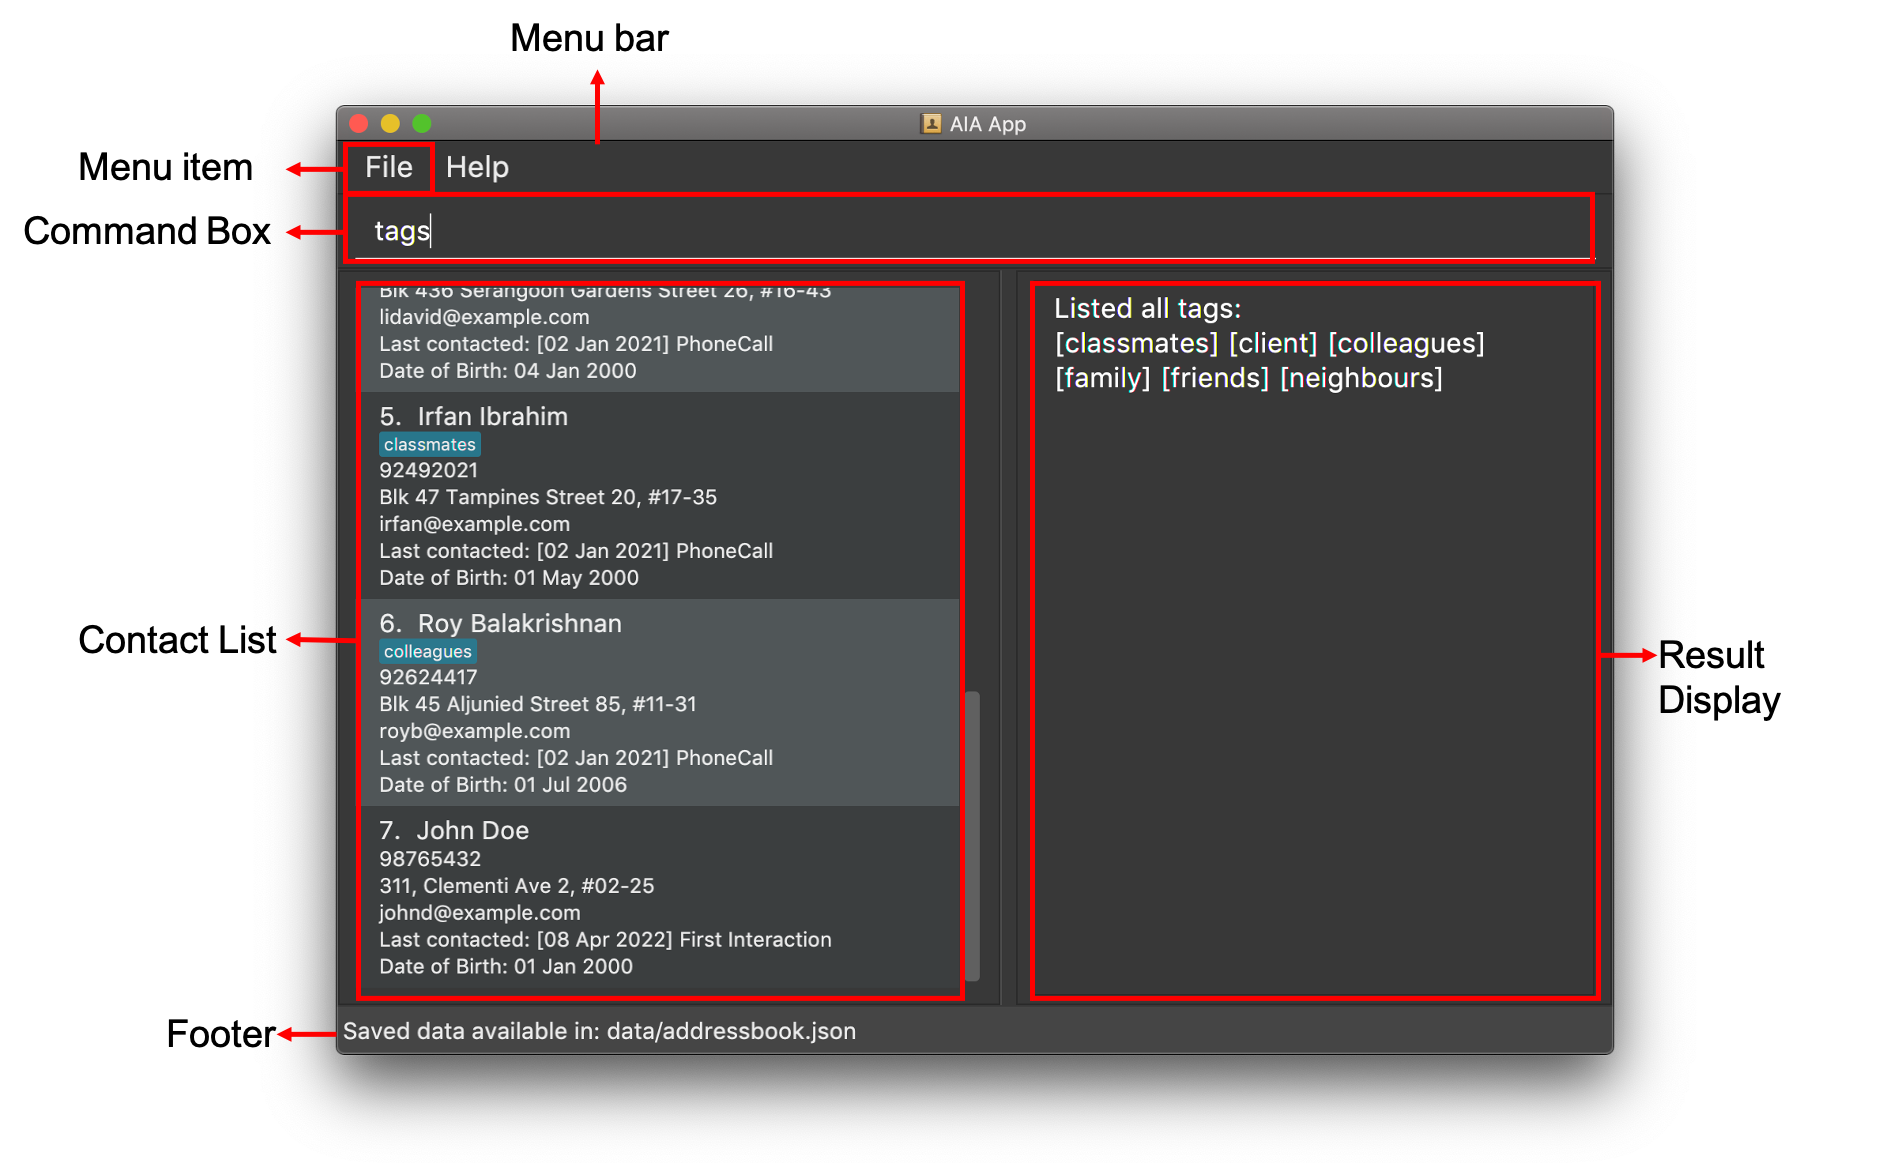 Menu bar
AIA App
Menu item
File Help
Command Box
tags
Blk 436 Serangoon Gardens Street 26, #16-43
lidavid@example.com
Last contacted: [02 Jan 2021] PhoneCall
Date of Birth: 04 Jan 2000
5. Irfan Ibrahim
classmates
92492021
Blk 47 Tampines Street 20, #17-35
irfan@example.com
Last contacted: [02 Jan 2021] PhoneCall
Date of Birth: 01 May 2000
Contact List
6. Roy Balakrishnan
colleagues
92624417
Blk 45 Aljunied Street 85, #11-31
royb@example.com
Last contacted: [02 Jan 2021] PhoneCall
Date of Birth: 01 Jul 2006
7. John Doe
98765432
311, Clementi Ave 2, #02-25
johnd@example.com
Last contacted: [08 Apr 2022] First Interaction
Date of Birth: 01 Jan 2000
Listed all tags:
[classmates] [client] [colleagues]
[family] [friends] [neighbours]
Result
Display
Footer
Saved data available in: data/addressbook.json